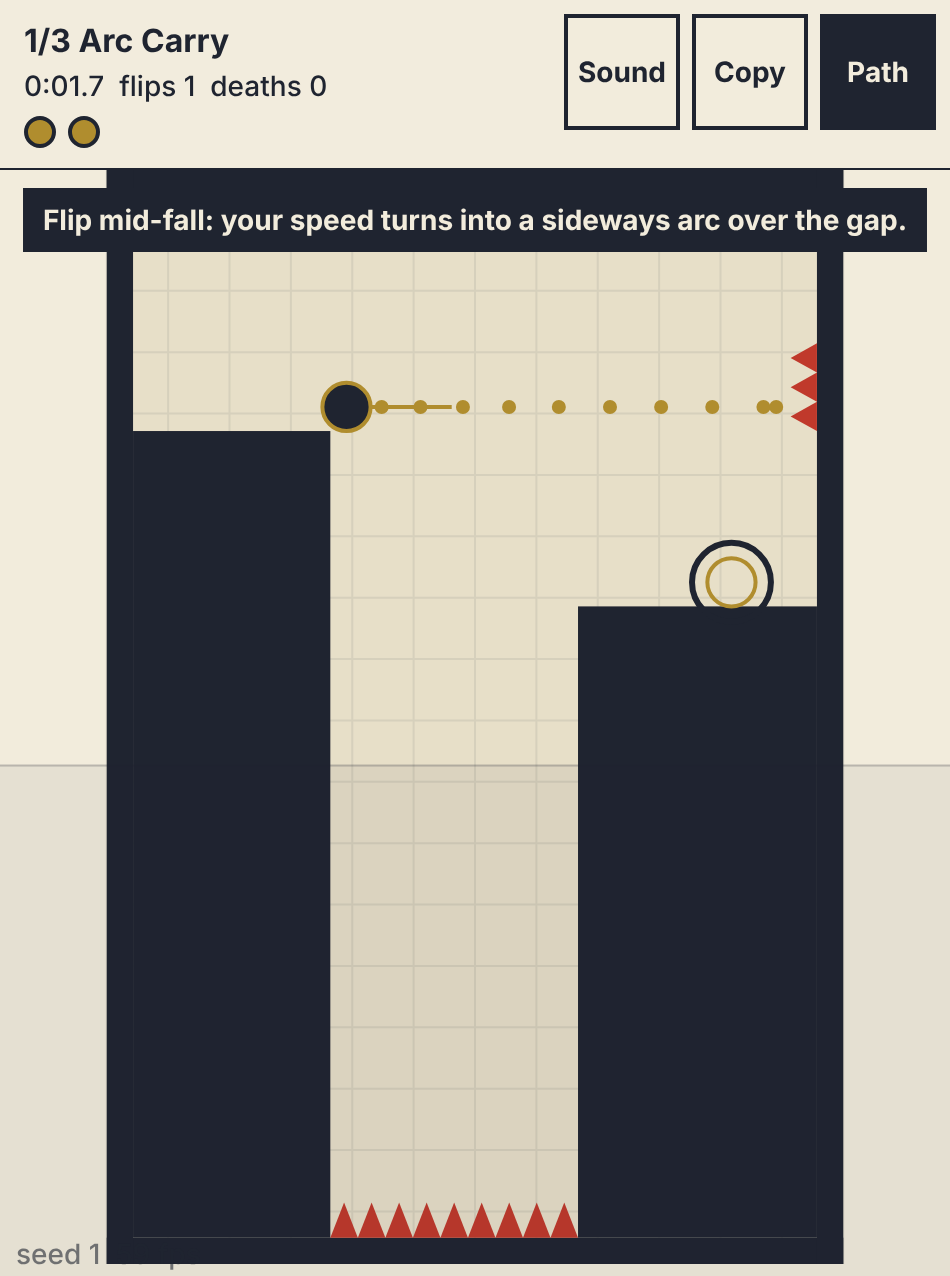 1/3 Arc Carry
0:01.7 flips 1 deaths 0
Sound
Copy
Path
Flip mid-fall: your speed turns into a sideways arc over the gap.
seed 1